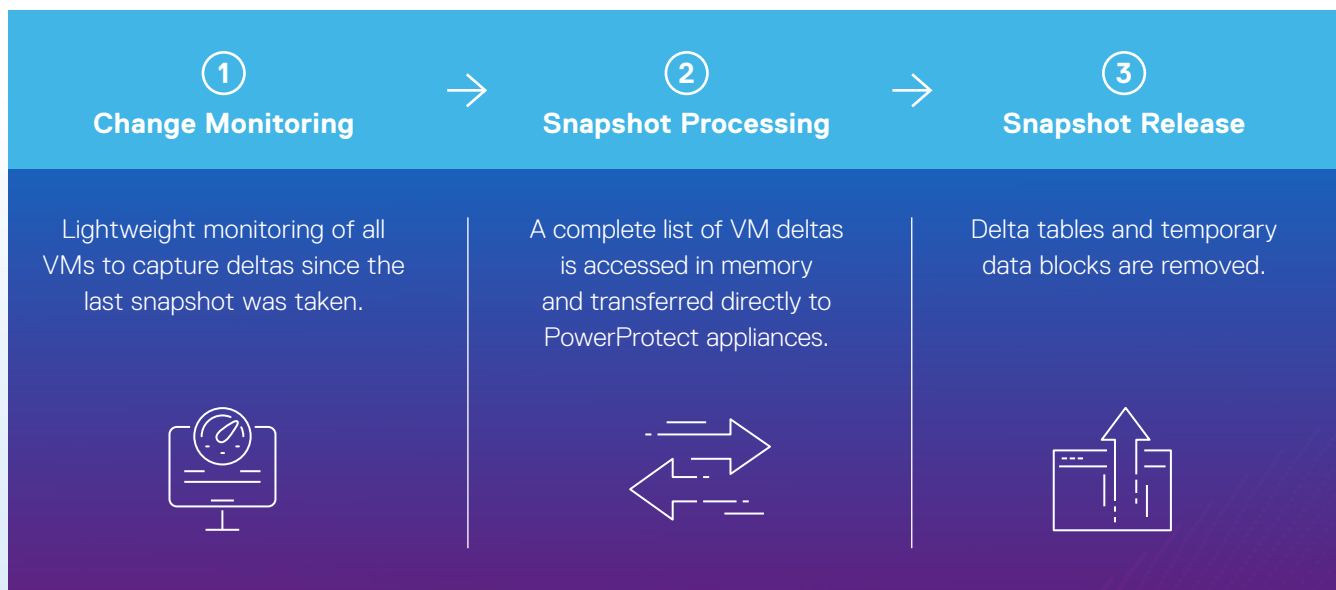 1
Change Monitoring
2
Snapshot Processing
3
Snapshot Release
Lightweight monitoring of all
VMs to capture deltas since the
last snapshot was taken.
A complete list of VM deltas
is accessed in memory
and transferred directly to
PowerProtect appliances.
Delta tables and temporary
data blocks are removed.